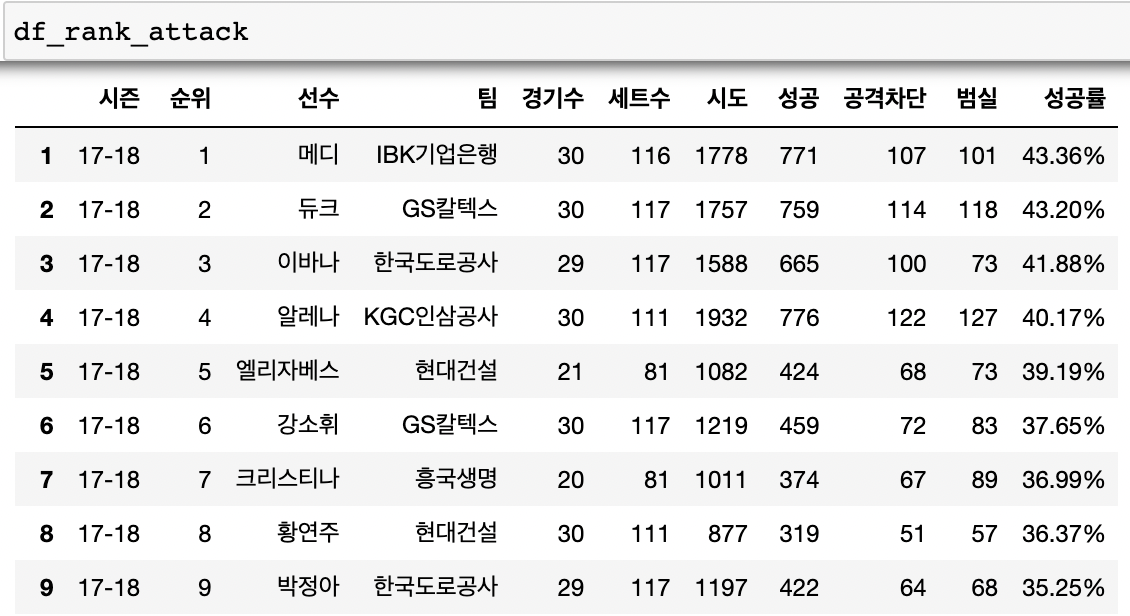 df_rank_attack
시즌 순위 선수 팀 경기수 세트수 시도 성공 공격차단 범실 성공률
1 17-18 1 메디 IBK기업은행 30 116 1778 771 107 101 43.36%
2 17-18 2 듀크 GS칼텍스 30 117 1757 759 114 118 43.20%
3 17-18 3 이바나 한국도로공사 29 117 1588 665 100 73 41.88%
4 17-18 4 알레나 KGC인삼공사 30 111 1932 776 122 127 40.17%
5 17-18 5 엘리자베스 현대건설 21 81 1082 424 68 73 39.19%
6 17-18 6 강소휘 GS칼텍스 30 117 1219 459 72 83 37.65%
7 17-18 7 크리스티나 흥국생명 20 81 1011 374 67 89 36.99%
8 17-18 8 황연주 현대건설 30 111 877 319 51 57 36.37%
9 17-18 9 박정아 한국도로공사 29 117 1197 422 64 68 35.25%